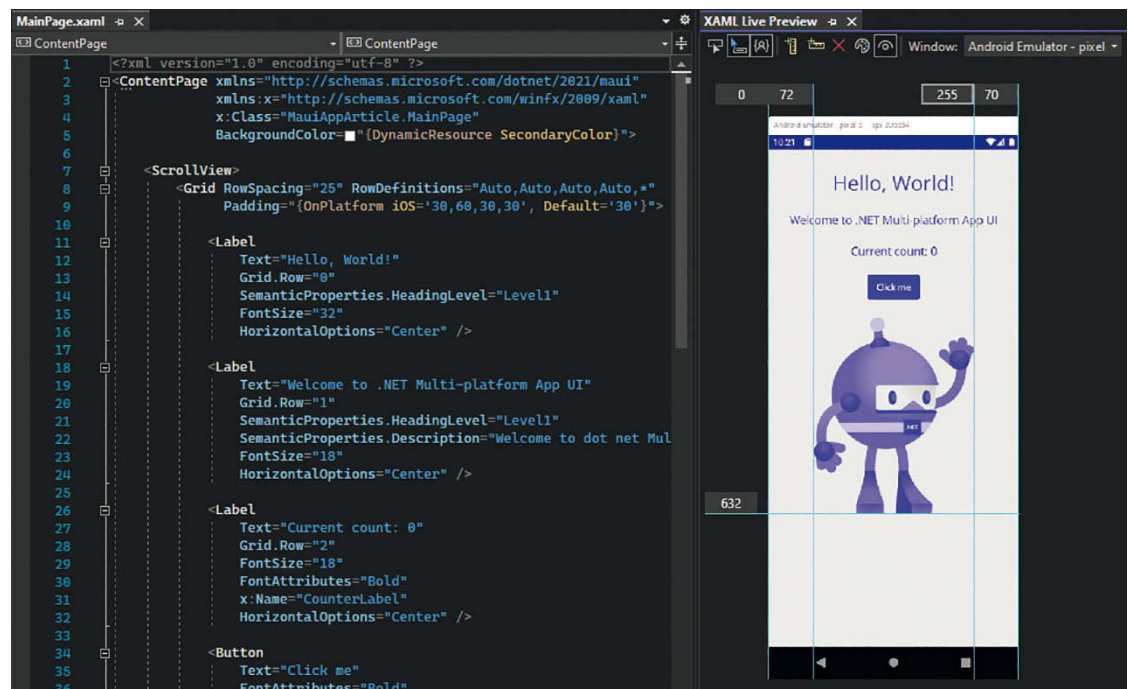 MainPage.xaml
ContentPage
ContentPage
1 <?xml version="1.0" encoding="utf-8" ?>
2 <ContentPage xmlns="http://schemas.microsoft.com/dotnet/2021/maui"
3 xmlns:x="http://schemas.microsoft.com/winfx/2009/xaml"
4 x:Class="MauiAppArticle.MainPage"
5 BackgroundColor="{DynamicResource SecondaryColor}">
6
7 <ScrollView>
8 <Grid RowSpacing="25" RowDefinitions="Auto,Auto,Auto,Auto,*"
9 Padding="{OnPlatform iOS='30,60,30,30', Default='30'}">
10
11 <Label
12 Text="Hello, World!"
13 Grid.Row="0"
14 SemanticProperties.HeadingLevel="Level1"
15 FontSize="32"
16 HorizontalOptions="Center" />
17
18 <Label
19 Text="Welcome to .NET Multi-platform App UI"
20 Grid.Row="1"
21 SemanticProperties.HeadingLevel="Level1"
22 SemanticProperties.Description="Welcome to dot net Mul
23 FontSize="18"
24 HorizontalOptions="Center" />
25
26 <Label
27 Text="Current count: 0"
28 Grid.Row="2"
29 FontSize="18"
30 FontAttributes="Bold"
31 x:Name="CounterLabel"
32 HorizontalOptions="Center" />
33
34 <Button
35 Text="Click me"
36 FontAttributes="Bold"
XAML Live Preview
Window: Android Emulator - pixel
0 72 255 70
Android Emulator
10:21
Hello, World!
Welcome to .NET Multi-platform App UI
Current count: 0
Click me
.NET
632